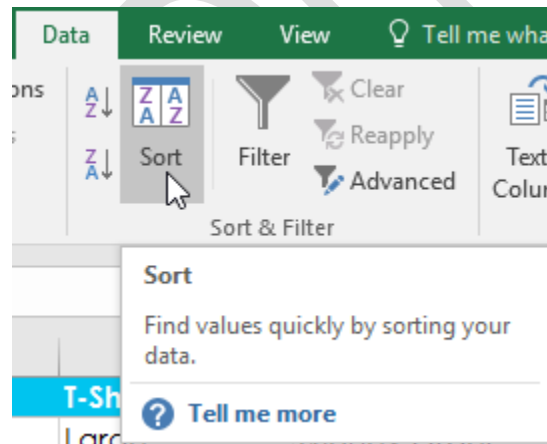 Data Review View Tell me wha
ons Clear
Reapply
Sort Filter Advanced Text
Colu
Sort & Filter
Sort
Find values quickly by sorting your
data.
T-Sh
Tell me more